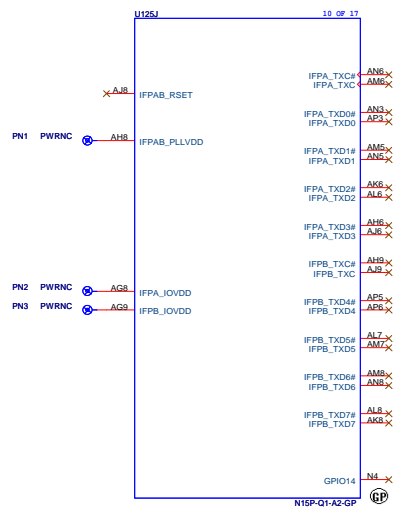 U125J 10 OF 17
AN6
IFPA_TXC#
AM6
IFPA_TXC
AJ8
IFPAB_RSET
AN3
IFPA_TXD0#
AP3
IFPA_TXD0
PN1 PWRNC
AH8
IFPAB_PLLVDD
AM5
IFPA_TXD1#
AN5
IFPA_TXD1
AK6
IFPA_TXD2#
AL6
IFPA_TXD2
AH6
IFPA_TXD3#
AJ6
IFPA_TXD3
AH9
IFPB_TXC#
AJ9
IFPB_TXC
PN2 PWRNC
AG8
IFPA_IOVDD
AP5
IFPB_TXD4#
PN3 PWRNC
AG9
IFPB_IOVDD
AP6
IFPB_TXD4
AL7
IFPB_TXD5#
AM7
IFPB_TXD5
AM8
IFPB_TXD6#
AN8
IFPB_TXD6
AL8
IFPB_TXD7#
AK8
IFPB_TXD7
N4
GPIO14
GP
N15P-Q1-A2-GP